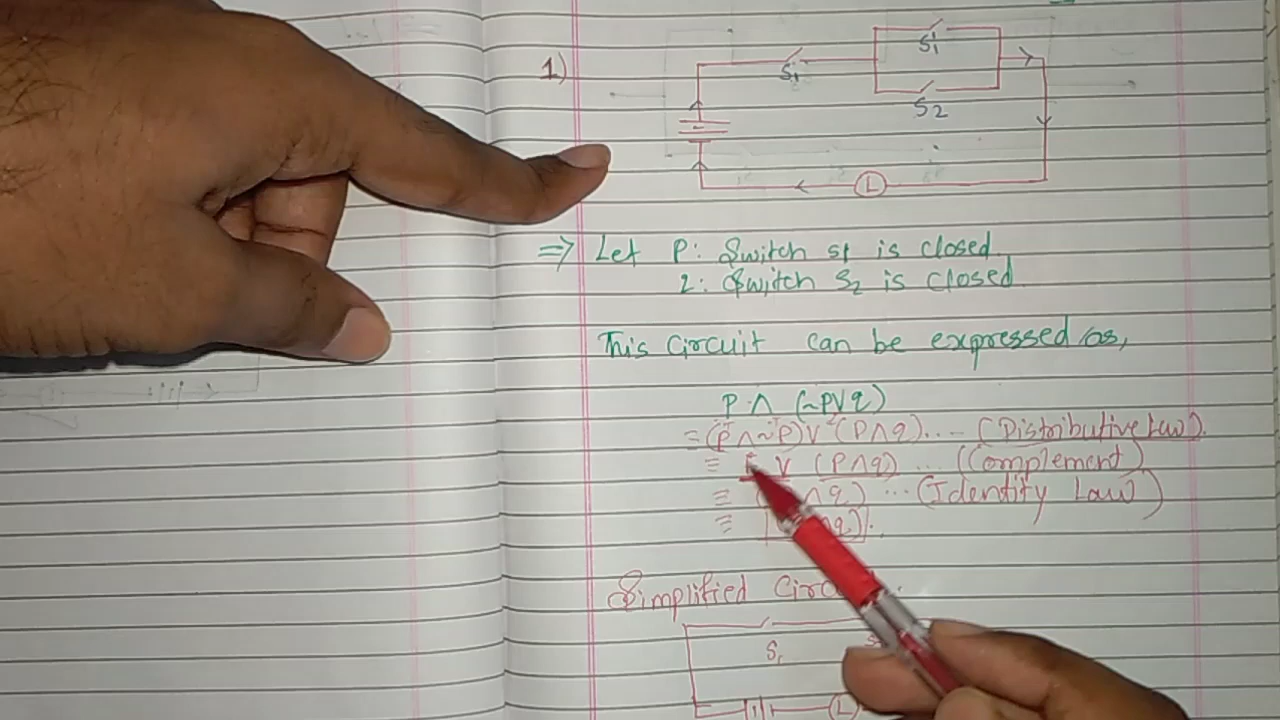 1)
S₁
S₁'
S2
L
⇒ Let P: Switch S1 is closed.
q: Switch S₂ is closed
This Circuit can be expressed as,
P ∧ (~P∨q)
≡ (P∧~P)∨(P∧q)... – (Distributive Law).
≡ F ∨ (P∧q) ... (Complement)
≡ ∧q) ...(Identity Law)
≡ q).
Simplified
S₁
L